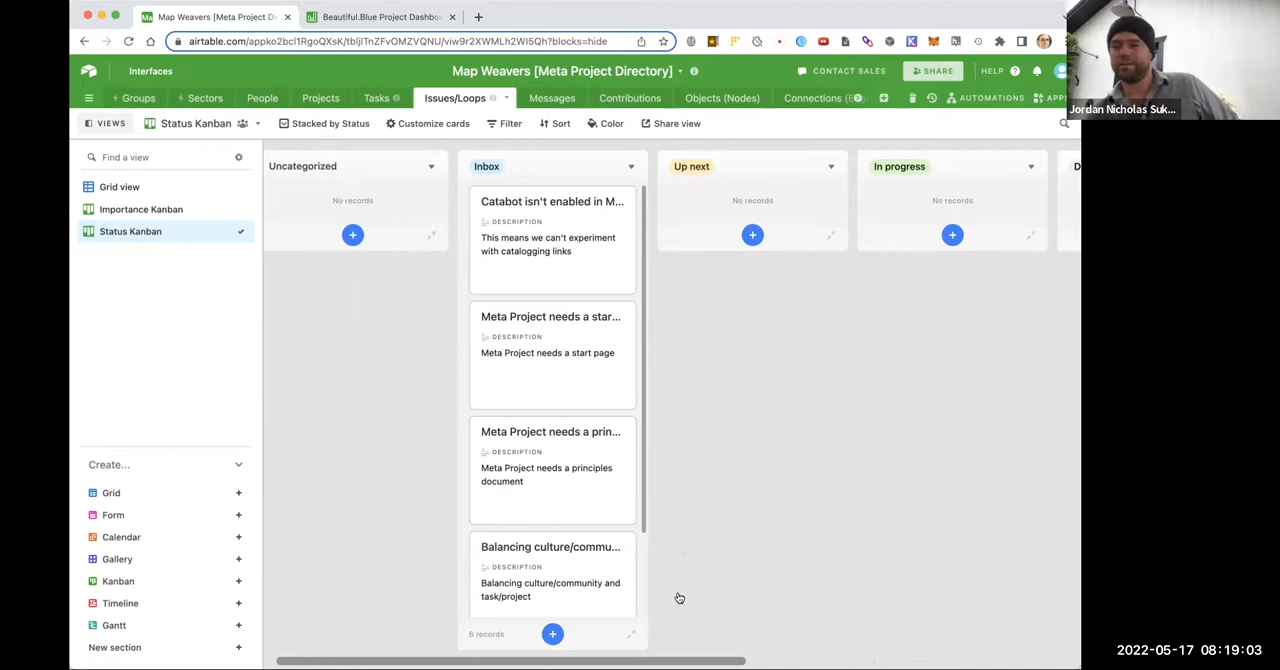 Map Weavers [Meta Project Di
Beautiful.Blue Project Dashbo
airtable.com/appko2bcl1RgoQXsK/tbljlTnZFvOMZVQNU/viw9r2XWMLh2WI5Qh?blocks=hide
Interfaces
Map Weavers [Meta Project Directory]
CONTACT SALES
SHARE
HELP
Groups
Sectors
People
Projects
Tasks
Issues/Loops
Messages
Contributions
Objects (Nodes)
Connections (E
AUTOMATIONS
APP
Jordan Nicholas Suk...
VIEWS
Status Kanban
Stacked by Status
Customize cards
Filter
Sort
Color
Share view
Find a view
Grid view
Importance Kanban
Status Kanban
Create...
Grid
Form
Calendar
Gallery
Kanban
Timeline
Gantt
New section
Uncategorized
No records
Inbox
Catabot isn't enabled in M...
DESCRIPTION
This means we can't experiment
with catalogging links
Meta Project needs a star...
DESCRIPTION
Meta Project needs a start page
Meta Project needs a prin...
DESCRIPTION
Meta Project needs a principles
document
Balancing culture/commu...
DESCRIPTION
Balancing culture/community and
task/project
6 records
Up next
No records
In progress
No records
D
2022-05-17 08:19:03